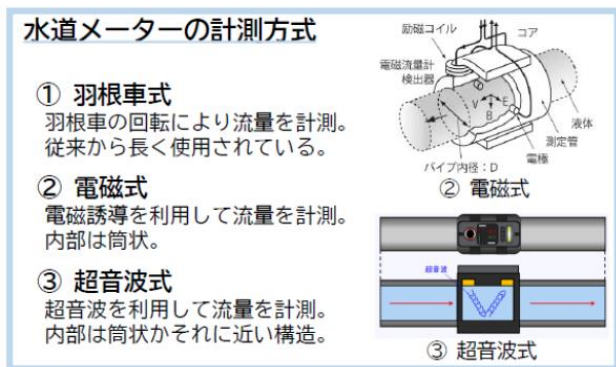 水道メーターの計測方式
① 羽根車式
羽根車の回転により流量を計測。
従来から長く使用されている。
② 電磁式
電磁誘導を利用して流量を計測。
内部は筒状。
③ 超音波式
超音波を利用して流量を計測。
内部は筒状かそれに近い構造。
励磁コイル
コア
電磁流量計
検出器
V
E
B
液体
測定管
電極
パイプ内径：D
② 電磁式
超音波
③ 超音波式